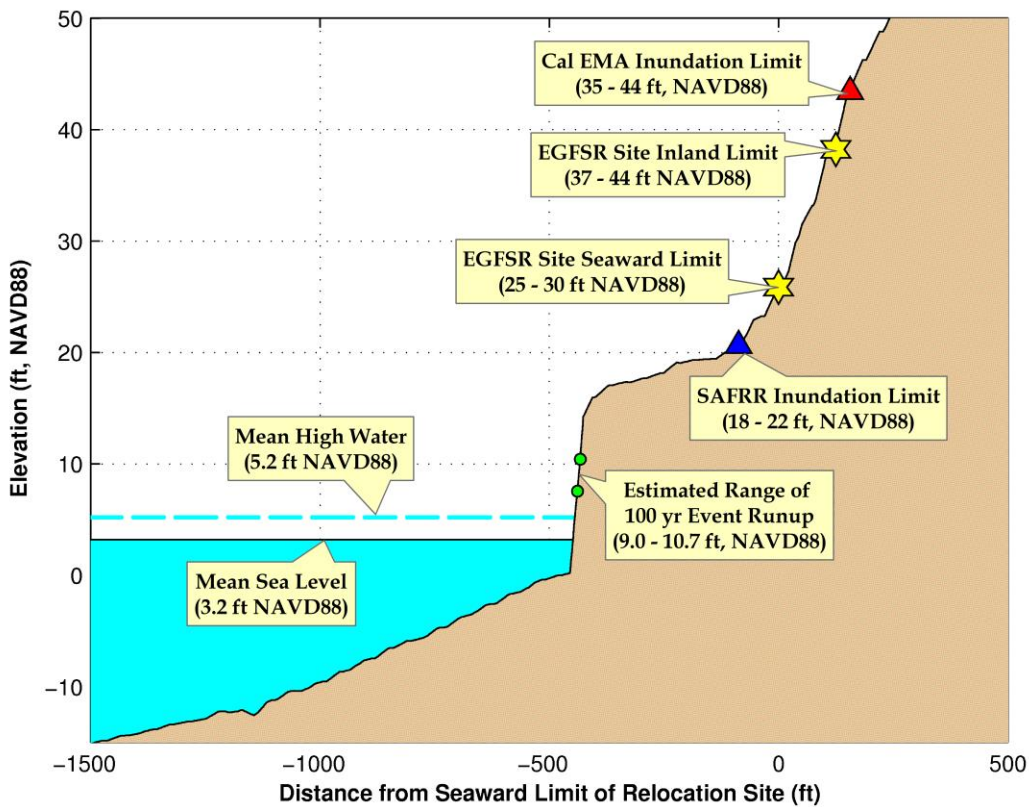 50
40
30
20
10
0
−10
Elevation (ft, NAVD88)
Cal EMA Inundation Limit
(35 - 44 ft, NAVD88)
EGFSR Site Inland Limit
(37 - 44 ft NAVD88)
EGFSR Site Seaward Limit
(25 - 30 ft NAVD88)
SAFRR Inundation Limit
(18 - 22 ft, NAVD88)
Mean High Water
(5.2 ft NAVD88)
Estimated Range of
100 yr Event Runup
(9.0 - 10.7 ft, NAVD88)
Mean Sea Level
(3.2 ft NAVD88)
−1500 −1000 −500 0 500
Distance from Seaward Limit of Relocation Site (ft)